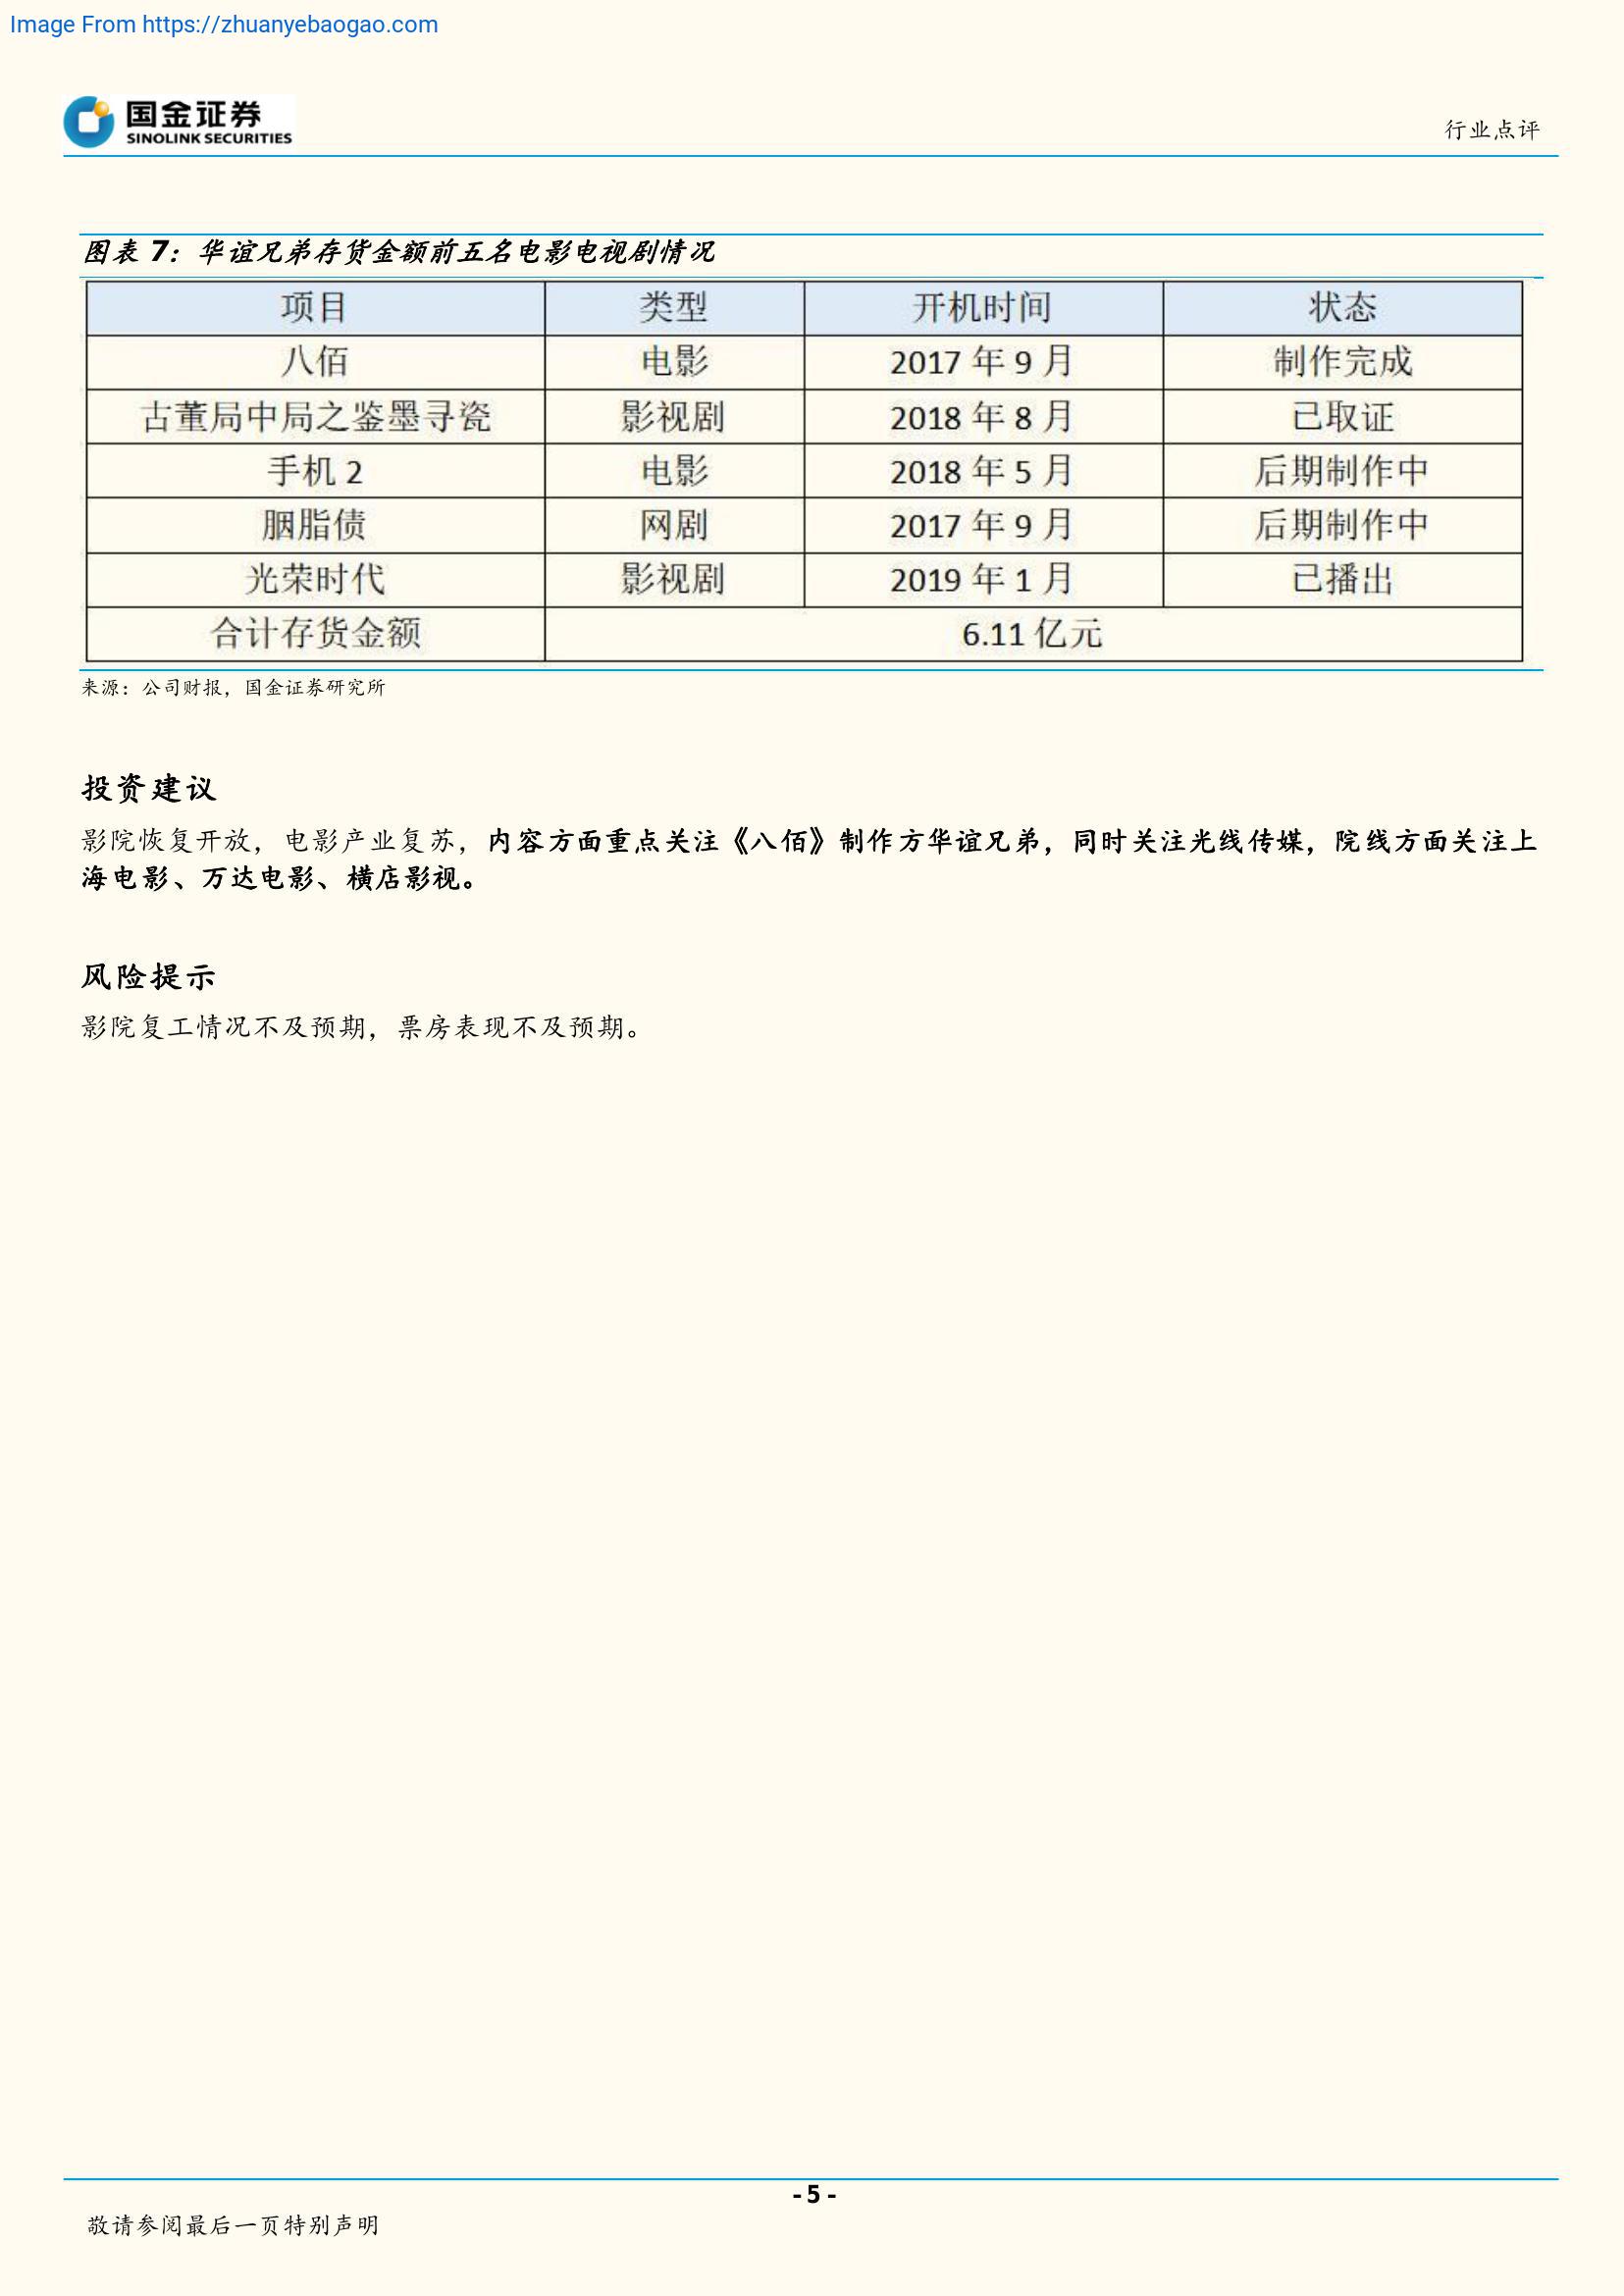 Image From https://zhuanyebaogao.com
国金证券
SINOLINK SECURITIES
行业点评
图表 7：华谊兄弟存货金额前五名电影电视剧情况
项目 类型 开机时间 状态
八佰 电影 2017 年 9 月 制作完成
古董局中局之鉴墨寻瓷 影视剧 2018 年 8 月 已取证
手机 2 电影 2018 年 5 月 后期制作中
胭脂债 网剧 2017 年 9 月 后期制作中
光荣时代 影视剧 2019 年 1 月 已播出
合计存货金额 6.11 亿元
来源：公司财报，国金证券研究所
投资建议
影院恢复开放，电影产业复苏，内容方面重点关注《八佰》制作方华谊兄弟，同时关注光线传媒，院线方面关注上
海电影、万达电影、横店影视。
风险提示
影院复工情况不及预期，票房表现不及预期。
- 5 -
敬请参阅最后一页特别声明